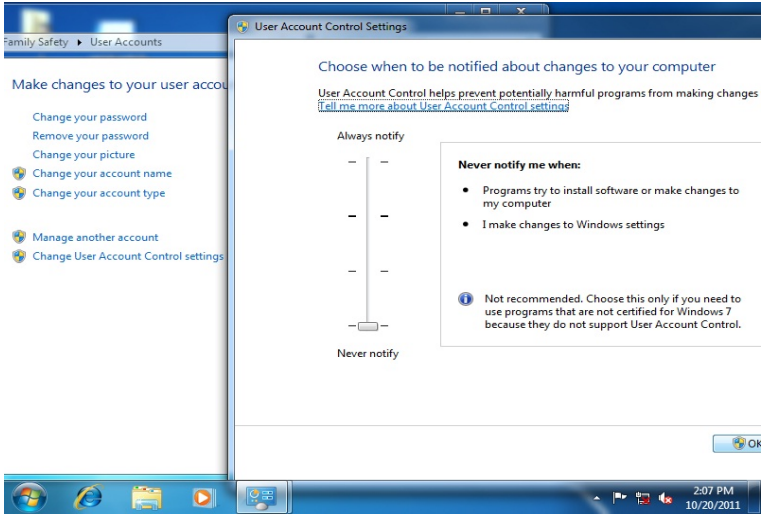 Family Safety ▸ User Accounts
Make changes to your user accou
Change your password
Remove your password
Change your picture
Change your account name
Change your account type
Manage another account
Change User Account Control settings
User Account Control Settings
Choose when to be notified about changes to your computer
User Account Control helps prevent potentially harmful programs from making changes
Tell me more about User Account Control settings
Always notify
Never notify
Never notify me when:
• Programs try to install software or make changes to
my computer
• I make changes to Windows settings
Not recommended. Choose this only if you need to
use programs that are not certified for Windows 7
because they do not support User Account Control.
OK
2:07 PM
10/20/2011